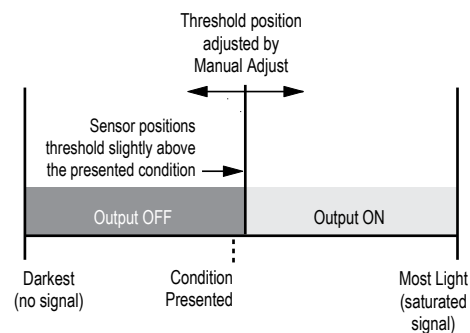 Threshold position
adjusted by
Manual Adjust
Sensor positions
threshold slightly above
the presented condition
Output OFF
Output ON
Darkest
(no signal)
Condition
Presented
Most Light
(saturated
signal)